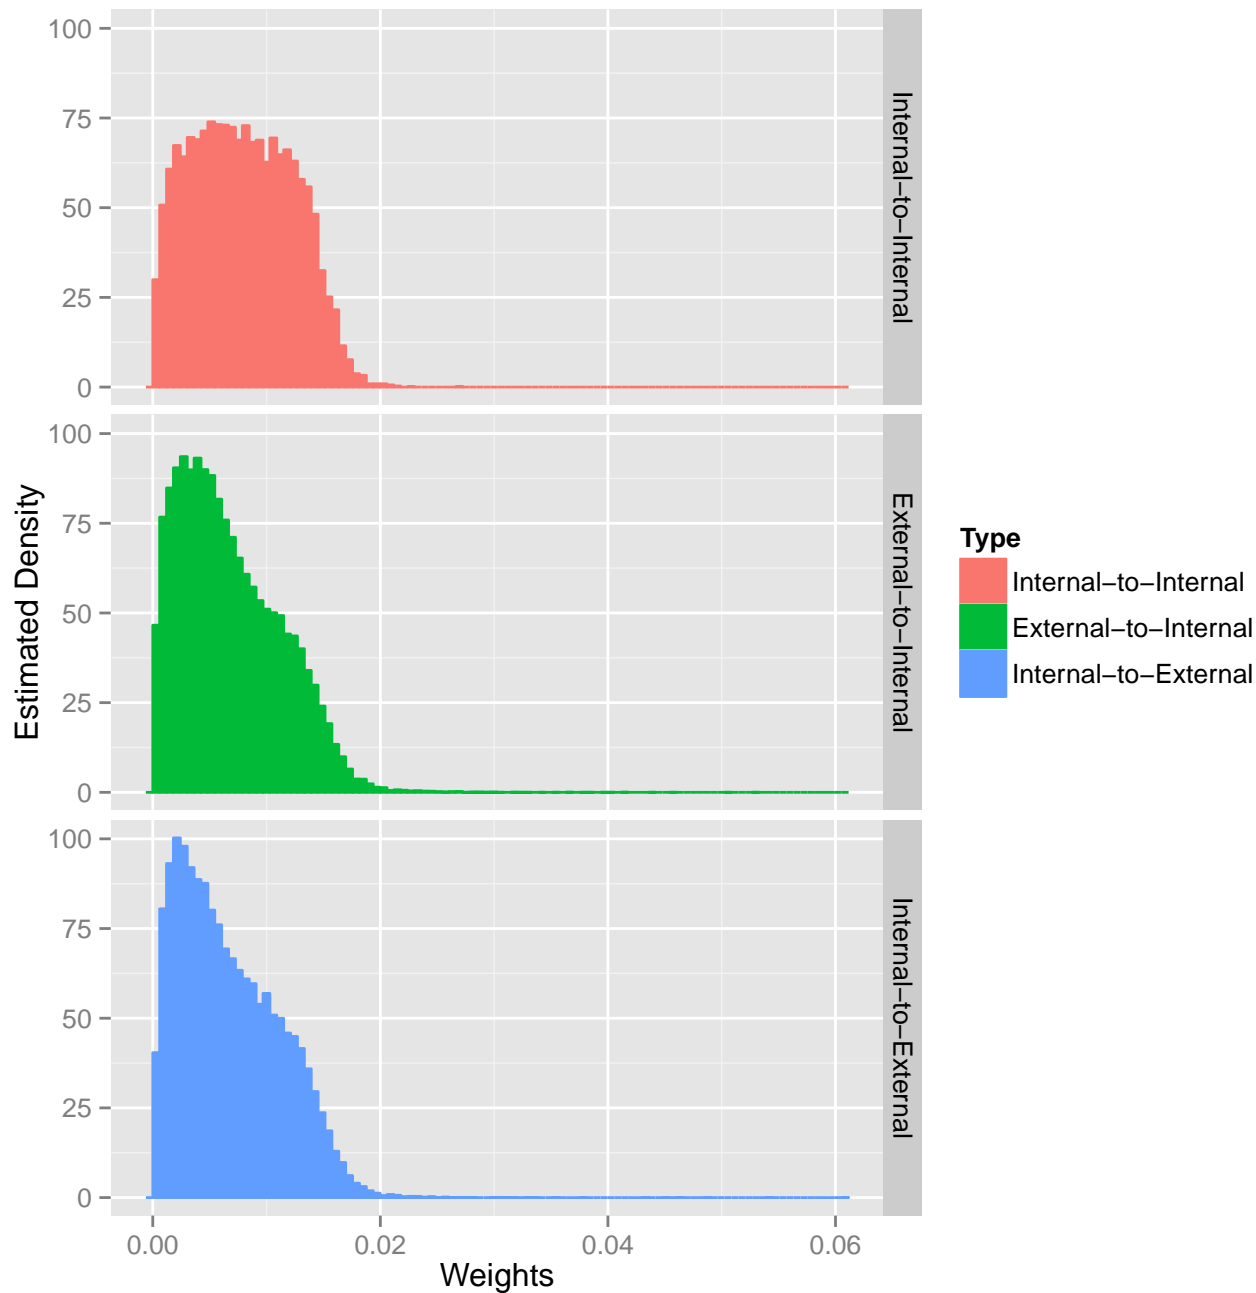 Estimated Density
100
75
50
25
0
Internal−to−Internal
100
75
50
25
0
External−to−Internal
100
75
50
25
0
Internal−to−External
0.00 0.02 0.04 0.06
Weights
Type
Internal−to−Internal
External−to−Internal
Internal−to−External